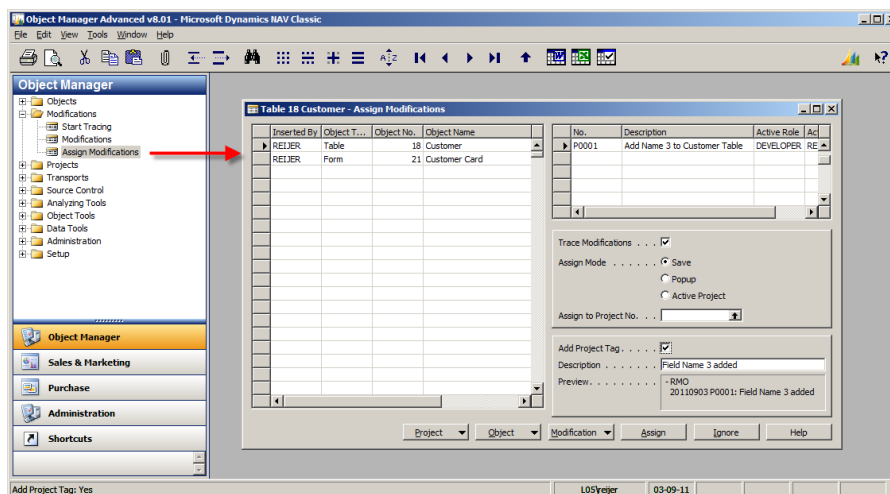 Object Manager Advanced v8.01 - Microsoft Dynamics NAV Classic
File Edit View Tools Window Help
Object Manager
Objects
Modifications
Start Tracing
Modifications
Assign Modifications
Projects
Transports
Source Control
Analyzing Tools
Object Tools
Data Tools
Administration
Setup
Object Manager
Sales & Marketing
Purchase
Administration
Shortcuts
Table 18 Customer - Assign Modifications
Inserted By Object T... Object No. Object Name
REIJER Table 18 Customer
REIJER Form 21 Customer Card
No. Description Active Role Ac
P0001 Add Name 3 to Customer Table DEVELOPER RE
Trace Modifications . . .
Assign Mode . . . . . . Save
Popup
Active Project
Assign to Project No. . .
Add Project Tag. . . . .
Description . . . . . . . Field Name 3 added
Preview. . . . . . . . . - RMO
20110903 P0001: Field Name 3 added
Project Object Modification Assign Ignore Help
Add Project Tag: Yes L05\reijer 03-09-11